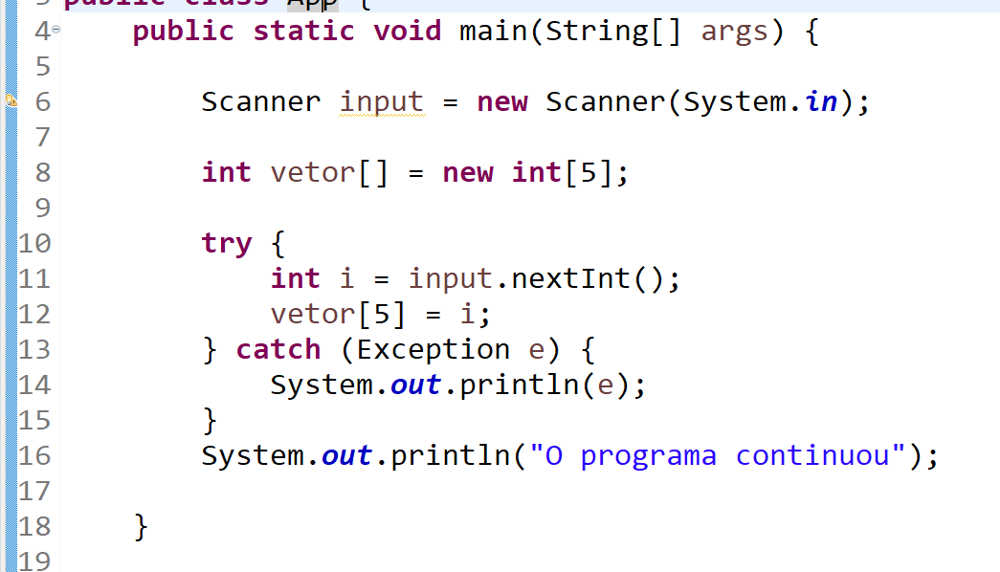 3 public class App {
4     public static void main(String[] args) {
5
6         Scanner input = new Scanner(System.in);
7
8         int vetor[] = new int[5];
9
10         try {
11             int i = input.nextInt();
12             vetor[5] = i;
13         } catch (Exception e) {
14             System.out.println(e);
15         }
16         System.out.println("O programa continuou");
17
18     }
19